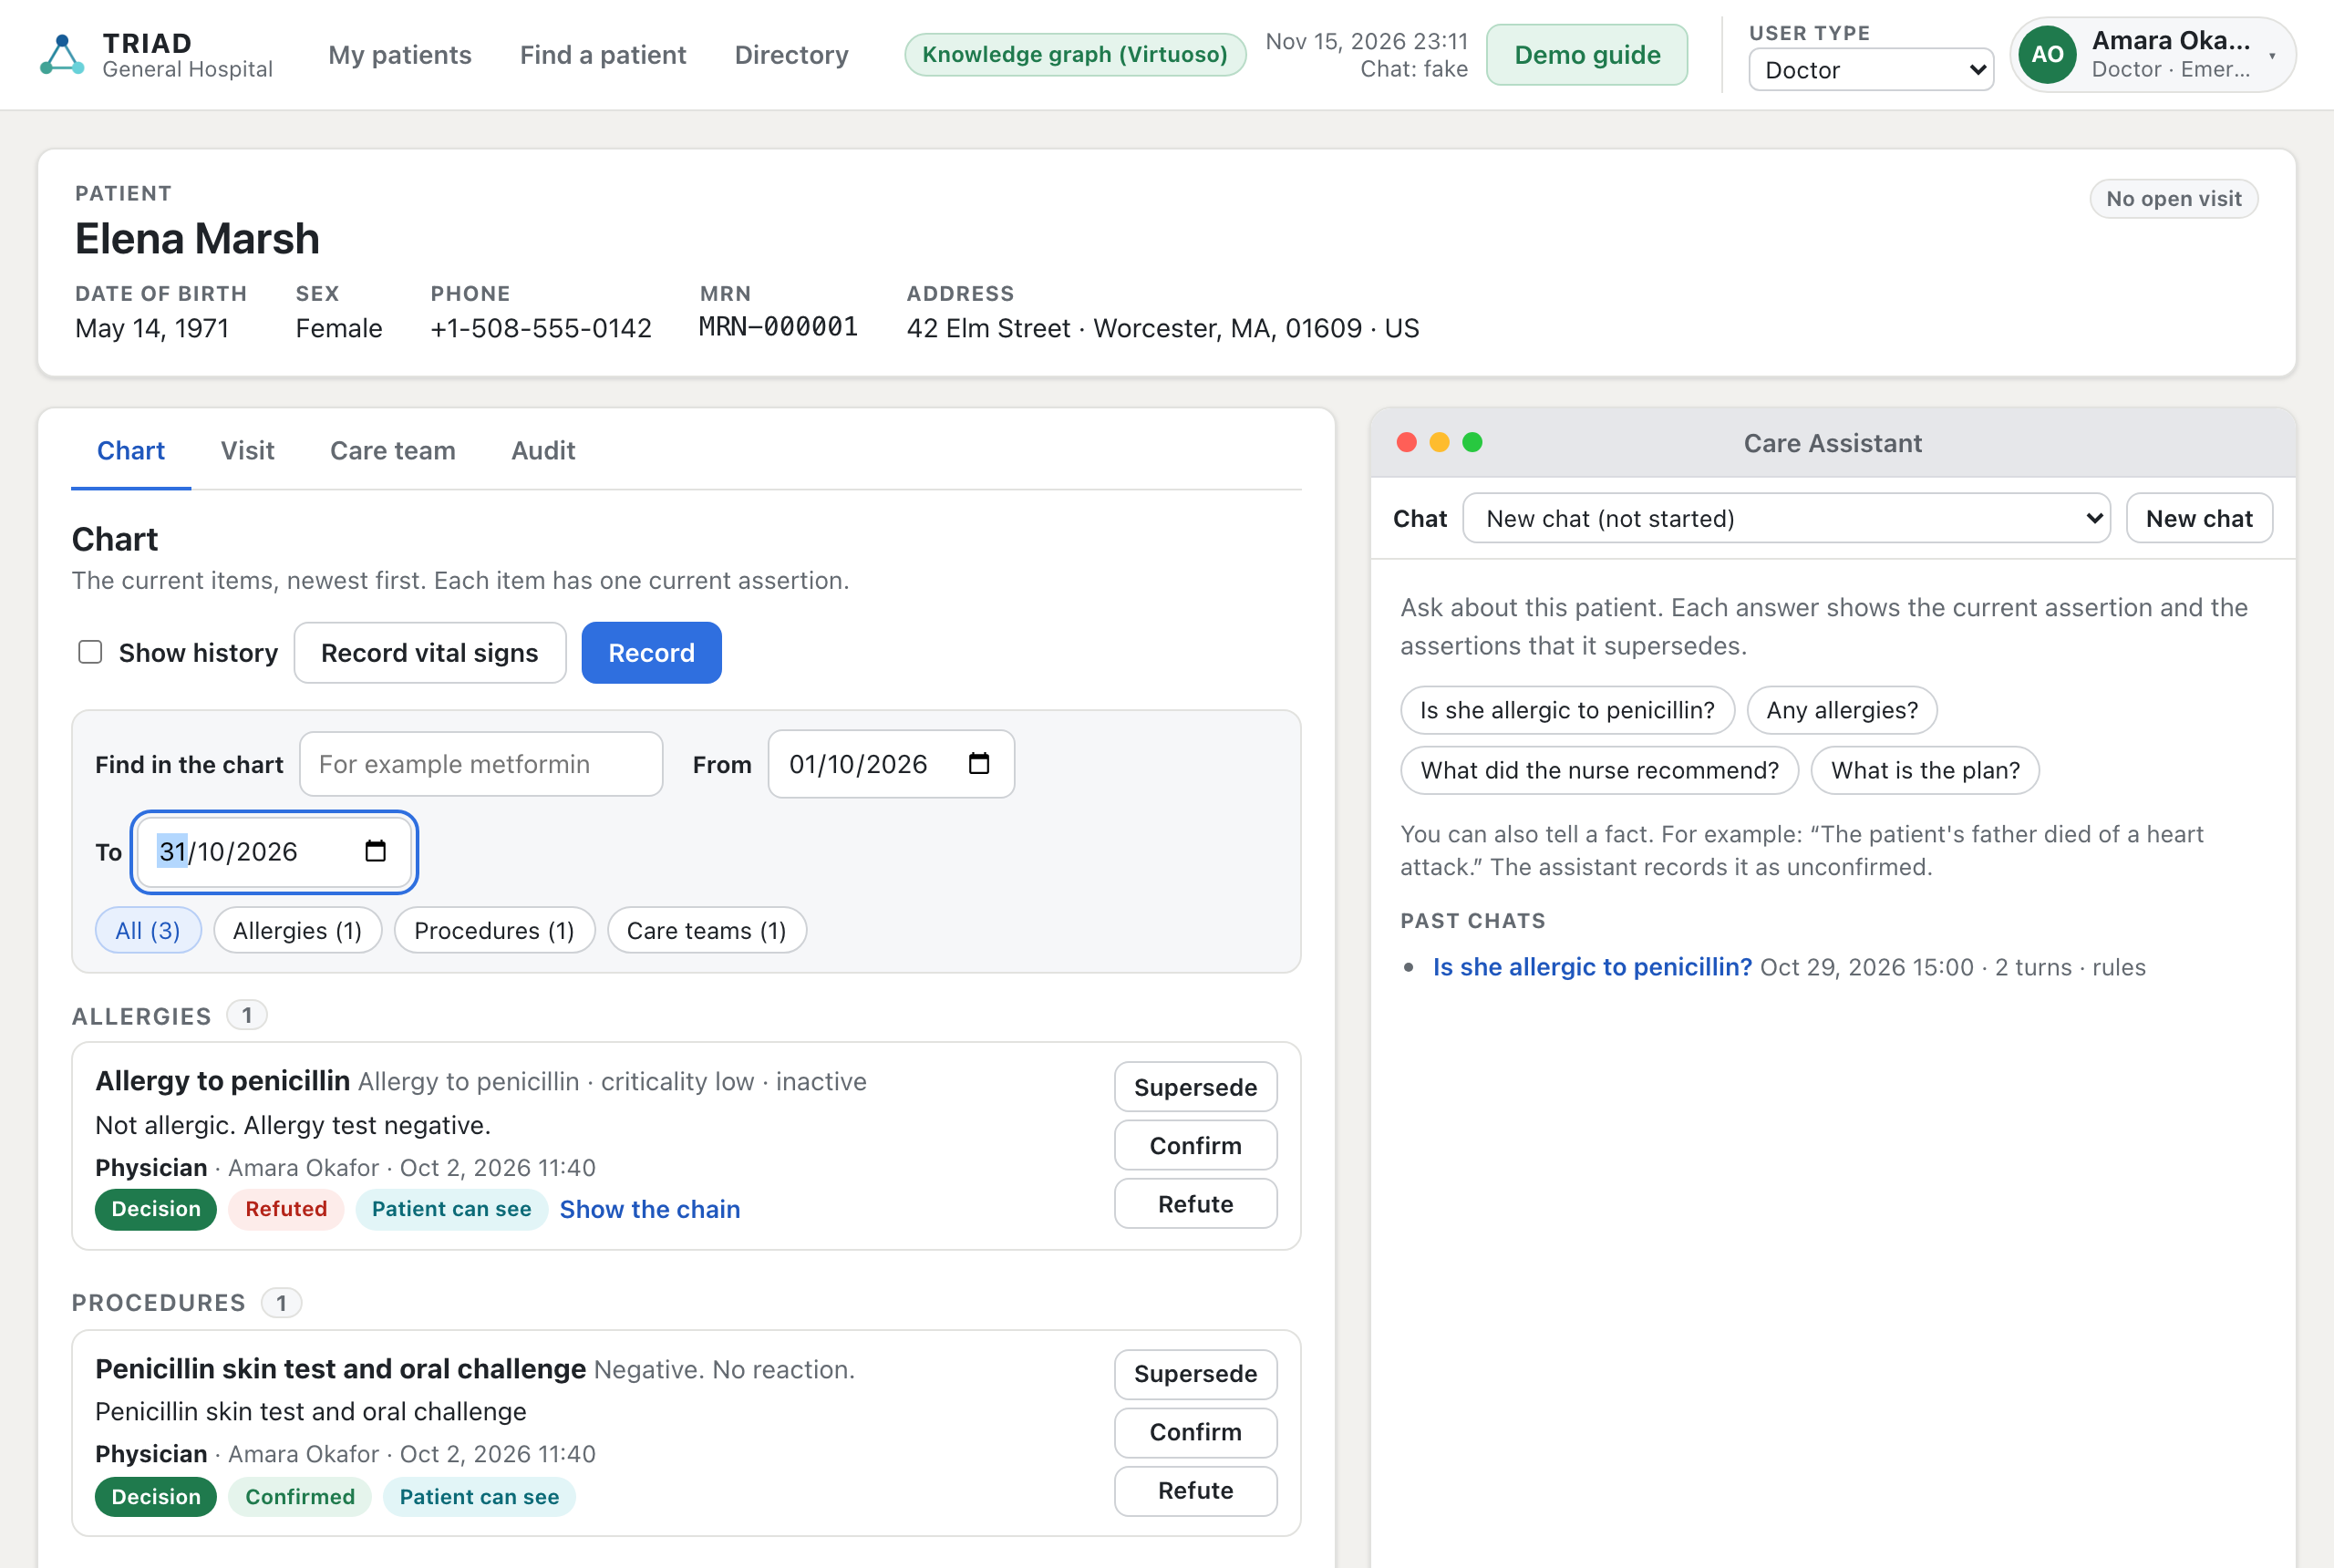 TRIAD
General Hospital
My patients
Find a patient
Directory
Knowledge graph (Virtuoso)
Nov 15, 2026 23:11
Chat: fake
Demo guide
USER TYPE
Doctor
AO
Amara Oka...
Doctor · Emer...
PATIENT
Elena Marsh
No open visit
DATE OF BIRTH
May 14, 1971
SEX
Female
PHONE
+1-508-555-0142
MRN
MRN-000001
ADDRESS
42 Elm Street · Worcester, MA, 01609 · US
Chart
Visit
Care team
Audit
Chart
The current items, newest first. Each item has one current assertion.
Show history
Record vital signs
Record
Find in the chart
For example metformin
From
01/10/2026
To
31/10/2026
All (3)
Allergies (1)
Procedures (1)
Care teams (1)
ALLERGIES 1
Allergy to penicillin Allergy to penicillin · criticality low · inactive
Not allergic. Allergy test negative.
Physician · Amara Okafor · Oct 2, 2026 11:40
Decision
Refuted
Patient can see
Show the chain
Supersede
Confirm
Refute
PROCEDURES 1
Penicillin skin test and oral challenge Negative. No reaction.
Penicillin skin test and oral challenge
Physician · Amara Okafor · Oct 2, 2026 11:40
Decision
Confirmed
Patient can see
Supersede
Confirm
Refute
Care Assistant
Chat
New chat (not started)
New chat
Ask about this patient. Each answer shows the current assertion and the
assertions that it supersedes.
Is she allergic to penicillin?
Any allergies?
What did the nurse recommend?
What is the plan?
You can also tell a fact. For example: “The patient's father died of a heart
attack.” The assistant records it as unconfirmed.
PAST CHATS
• Is she allergic to penicillin? Oct 29, 2026 15:00 · 2 turns · rules